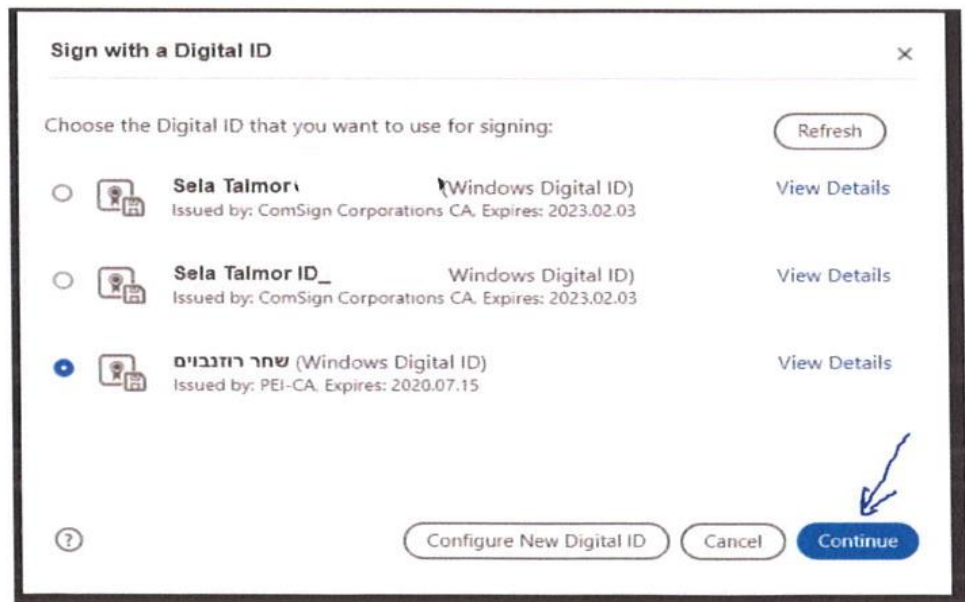 Sign with a Digital ID
Choose the Digital ID that you want to use for signing:
Refresh
Sela Talmor (Windows Digital ID)
View Details
Issued by: ComSign Corporations CA, Expires: 2023.02.03
Sela Talmor ID_ Windows Digital ID)
View Details
Issued by: ComSign Corporations CA, Expires: 2023.02.03
שחר רוזנבוים (Windows Digital ID)
View Details
Issued by: PEI-CA, Expires: 2020.07.15
Configure New Digital ID
Cancel
Continue